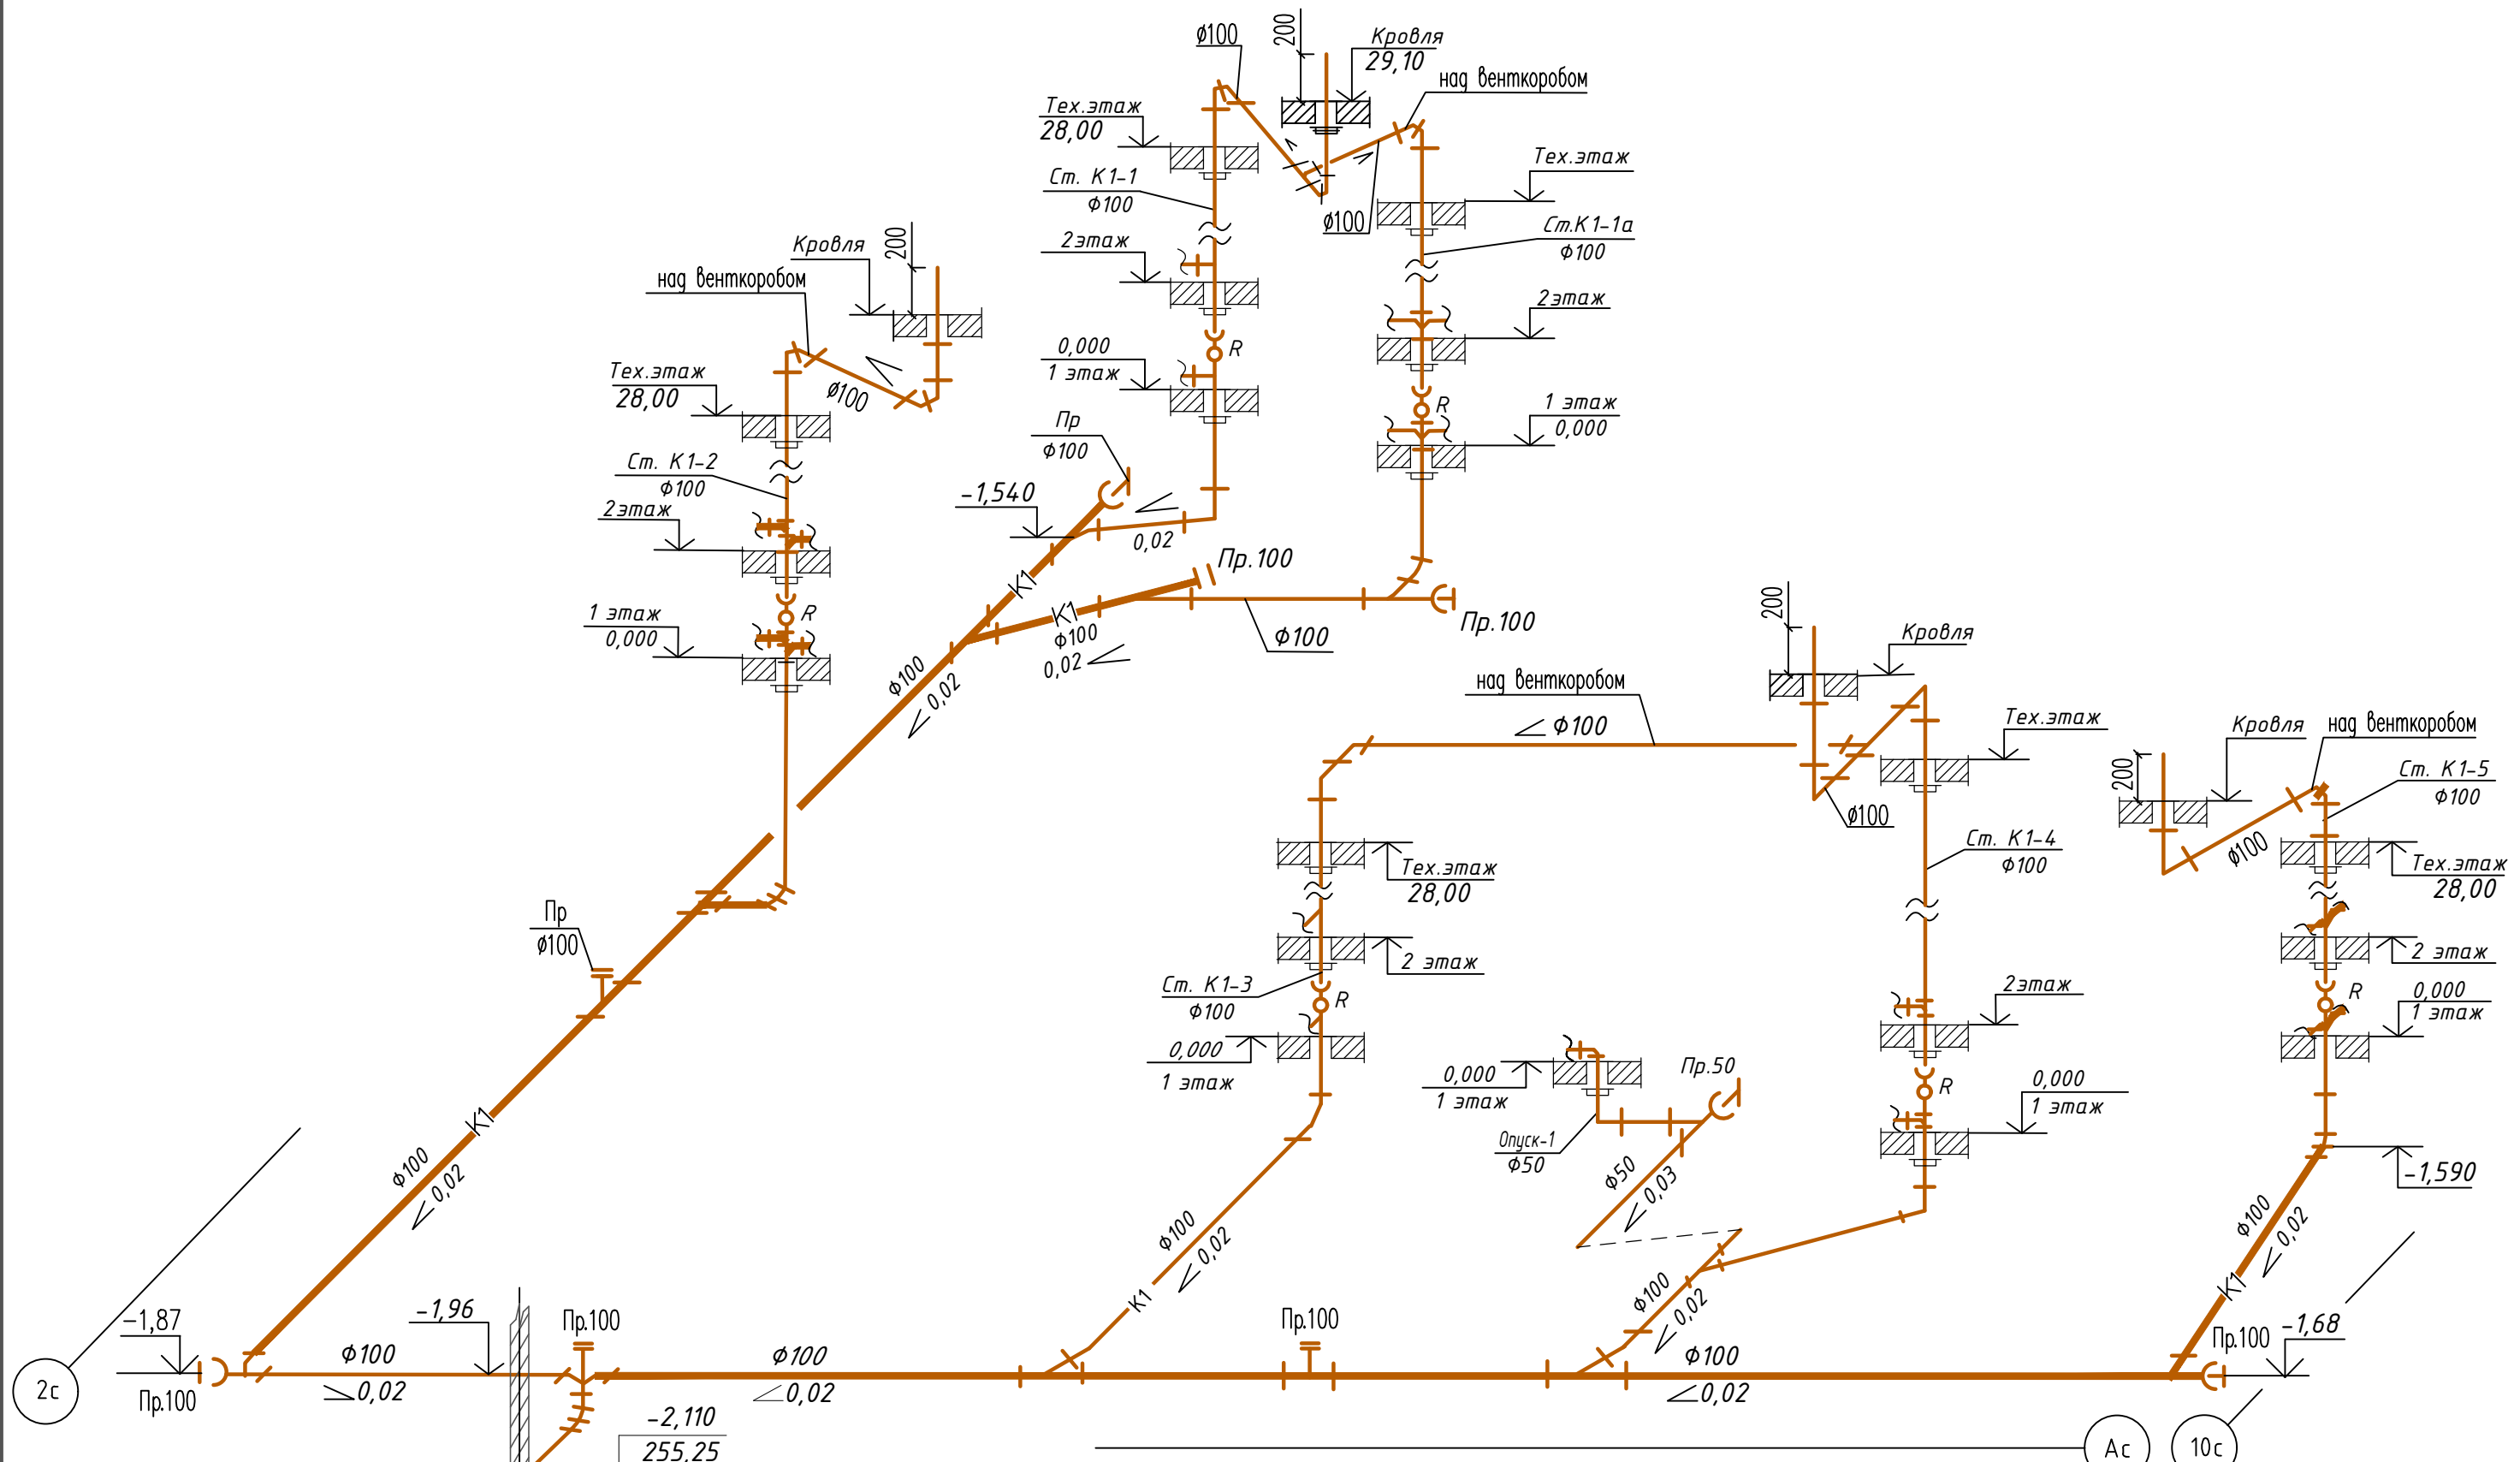 ø100
200
Кровля
29,10
над венткоробом
Тех.этаж
28,00
Ст. К1-1
Ф100
2этаж
0,000
1 этаж
R
ø100
Тех.этаж
Ст.К1-1а
Ф100
2этаж
R
1 этаж
0,000
Кровля
200
над венткоробом
ø100
Тех.этаж
28,00
Ст. К1-2
Ф100
2этаж
R
1 этаж
0,000
Пр
Ф100
-1,540
0,02
К1
Пр.100
К1
Ф100
0,02
Ф100
Пр.100
Ф100
0,02
200
Кровля
над венткоробом
Ф100
ø100
Тех.этаж
Ст. К1-4
Ф100
2этаж
R
0,000
1 этаж
Кровля
над венткоробом
200
Ст. К1-5
Ф100
ø100
Тех.этаж
28,00
2 этаж
R
0,000
1 этаж
-1,590
Ф100
0,02
К1
Тех.этаж
28,00
2 этаж
Ст. К1-3
Ф100
R
0,000
1 этаж
Пр
ø100
К1
Ф100
0,02
0,000
1 этаж
Пр.50
Опуск-1
Ф50
Ф50
0,03
Ф100
0,02
К1
Ф100
0,02
-1,87
Пр.100
2с
Ф100
0,02
-1,96
Пр.100
Ф100
0,02
-2,110
255,25
Пр.100
Ф100
0,02
Пр.100
-1,68
Ас
10с